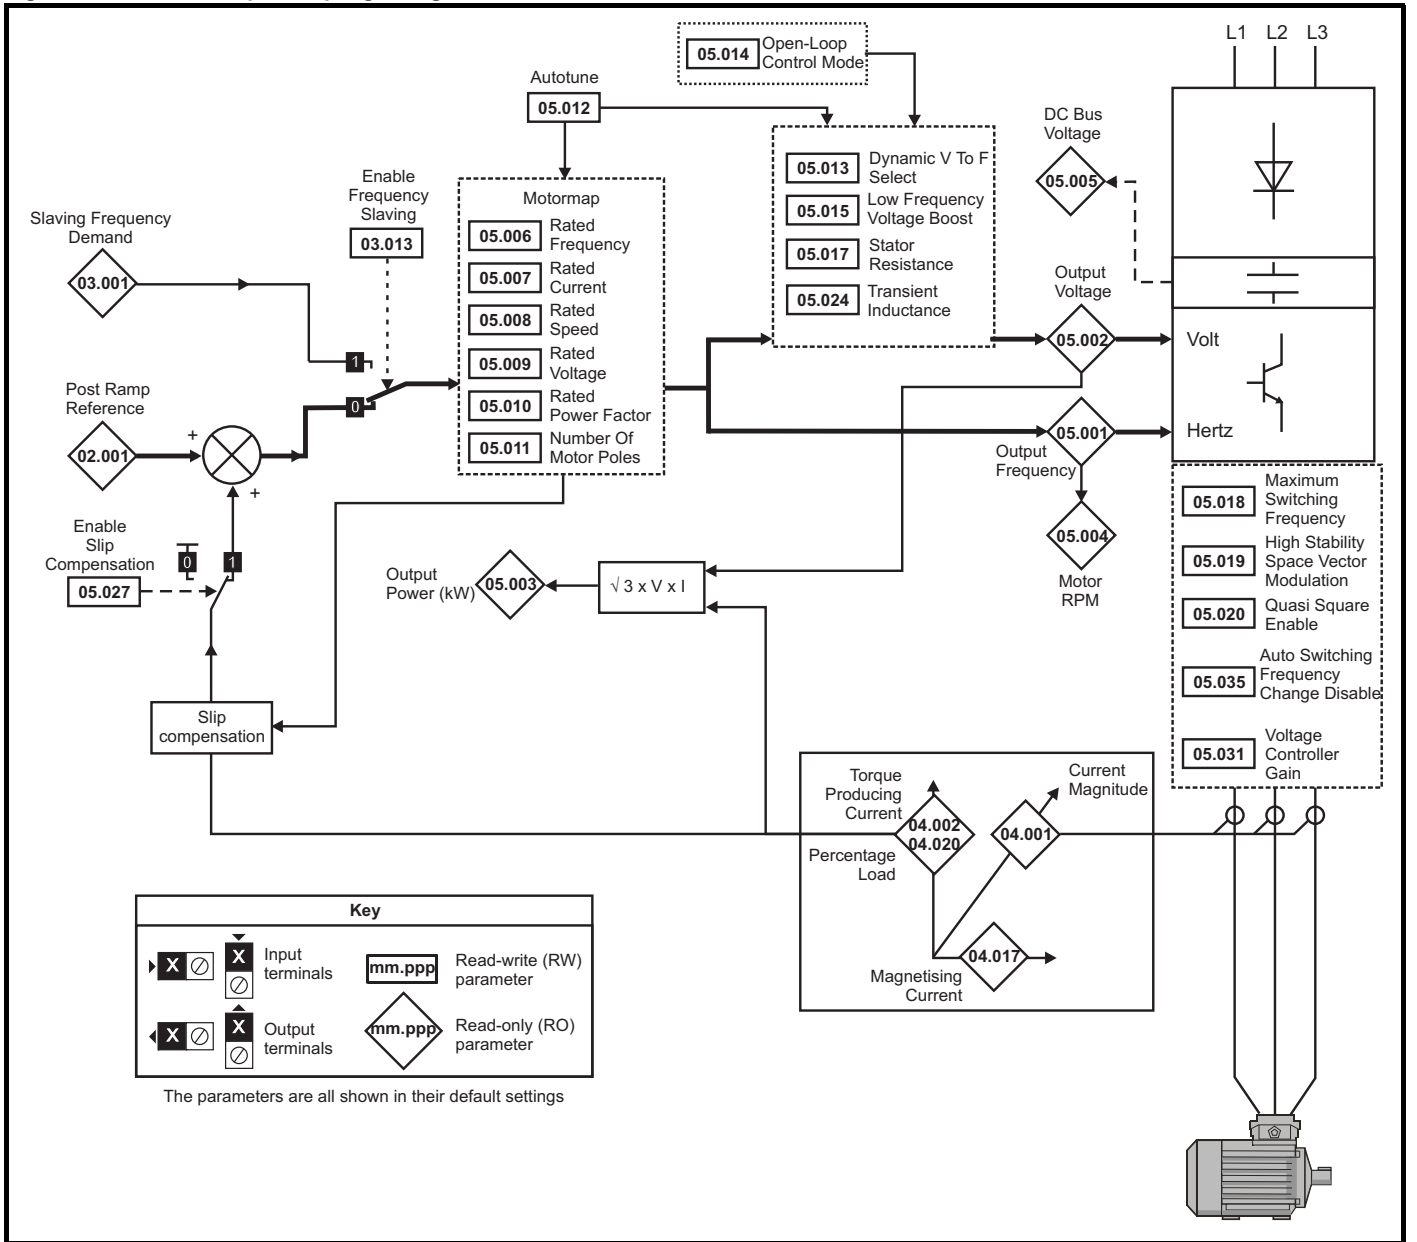 L1 L2 L3
05.014
Open-Loop
Control Mode
Autotune
05.012
DC Bus
Voltage
05.005
Enable
Frequency
Slaving
03.013
Slaving Frequency
Demand
03.001
1
Post Ramp
Reference
02.001
+
+
0
Motormap
05.006
Rated
Frequency
05.007
Rated
Current
05.008
Rated
Speed
05.009
Rated
Voltage
05.010
Rated
Power Factor
05.011
Number Of
Motor Poles
05.013
Dynamic V To F
Select
05.015
Low Frequency
Voltage Boost
05.017
Stator
Resistance
05.024
Transient
Inductance
Output
Voltage
05.002
Volt
05.001
Output
Frequency
Hertz
05.004
Motor
RPM
Enable
Slip
Compensation
05.027
0
1
Output
Power (kW)
05.003
√ 3 x V x I
Slip
compensation
05.018
Maximum
Switching
Frequency
05.019
High Stability
Space Vector
Modulation
05.020
Quasi Square
Enable
05.035
Auto Switching
Frequency
Change Disable
05.031
Voltage
Controller
Gain
Torque
Producing
Current
04.002
04.020
Percentage
Load
04.001
Current
Magnitude
04.017
Magnetising
Current
Key
X
X
Input
terminals
mm.ppp
Read-write (RW)
parameter
X
X
Output
terminals
mm.ppp
Read-only (RO)
parameter
The parameters are all shown in their default settings